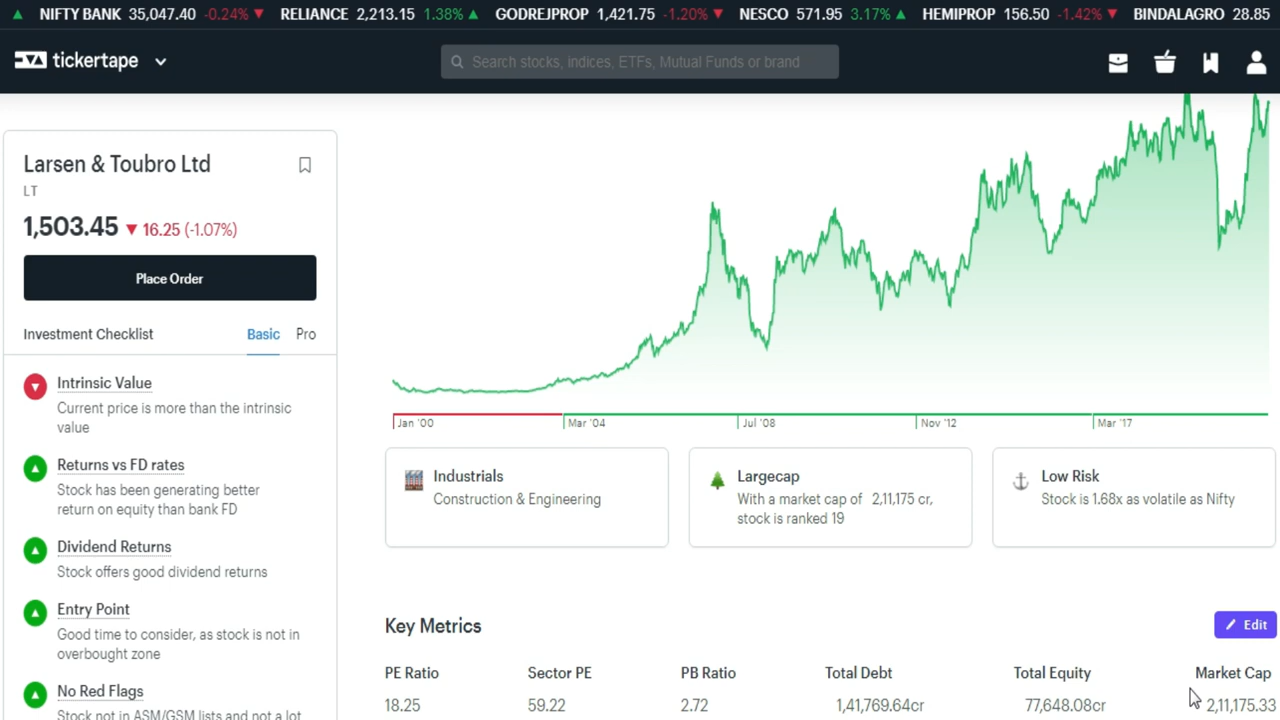 NIFTY BANK 35,047.40 -0.24% ▼ RELIANCE 2,213.15 1.38% ▲ GODREJPROP 1,421.75 -1.20% ▼ NESCO 571.95 3.17% ▲ HEMIPROP 156.50 -1.42% ▼ BINDALAGRO 28.85
tickertape
Search stocks, indices, ETFs, Mutual Funds or brand
Larsen & Toubro Ltd
LT
1,503.45 ▼ 16.25 (-1.07%)
Place Order
Investment Checklist Basic Pro
Intrinsic Value
Current price is more than the intrinsic
value
Returns vs FD rates
Stock has been generating better
return on equity than bank FD
Dividend Returns
Stock offers good dividend returns
Entry Point
Good time to consider, as stock is not in
overbought zone
No Red Flags
Stock not in ASM/GSM lists and not a lot
Jan '00 Mar '04 Jul '08 Nov '12 Mar '17
Industrials
Construction & Engineering
Largecap
With a market cap of 2,11,175 cr,
stock is ranked 19
Low Risk
Stock is 1.68x as volatile as Nifty
Key Metrics
Edit
PE Ratio Sector PE PB Ratio Total Debt Total Equity Market Cap
18.25 59.22 2.72 1,41,769.64cr 77,648.08cr 2,11,175.33